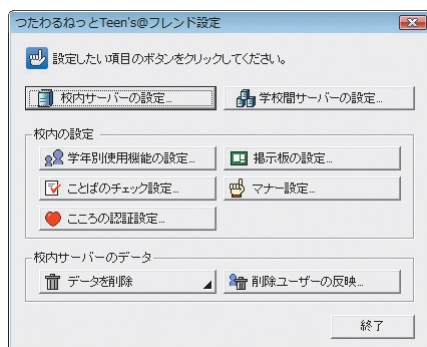 つたわるねっとTeen's@フレンド設定
設定したい項目のボタンをクリックしてください。
校内サーバーの設定... 学校間サーバーの設定...
校内の設定
学年別使用機能の設定... 掲示板の設定...
ことばのチェック設定... マナー設定...
こころの認証設定...
校内サーバーのデータ
データを削除 削除ユーザーの反映...
終了